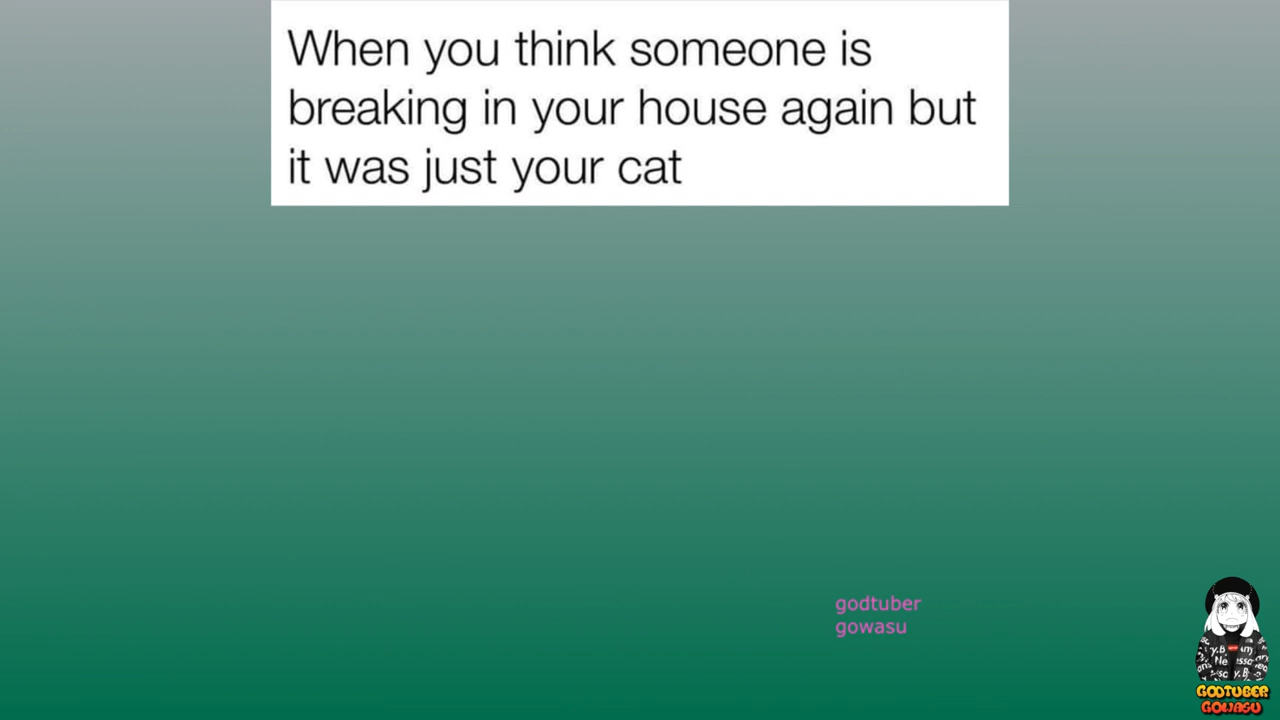 When you think someone is
breaking in your house again but
it was just your cat
godtuber
gowasu
GODTUBER
GOWASU